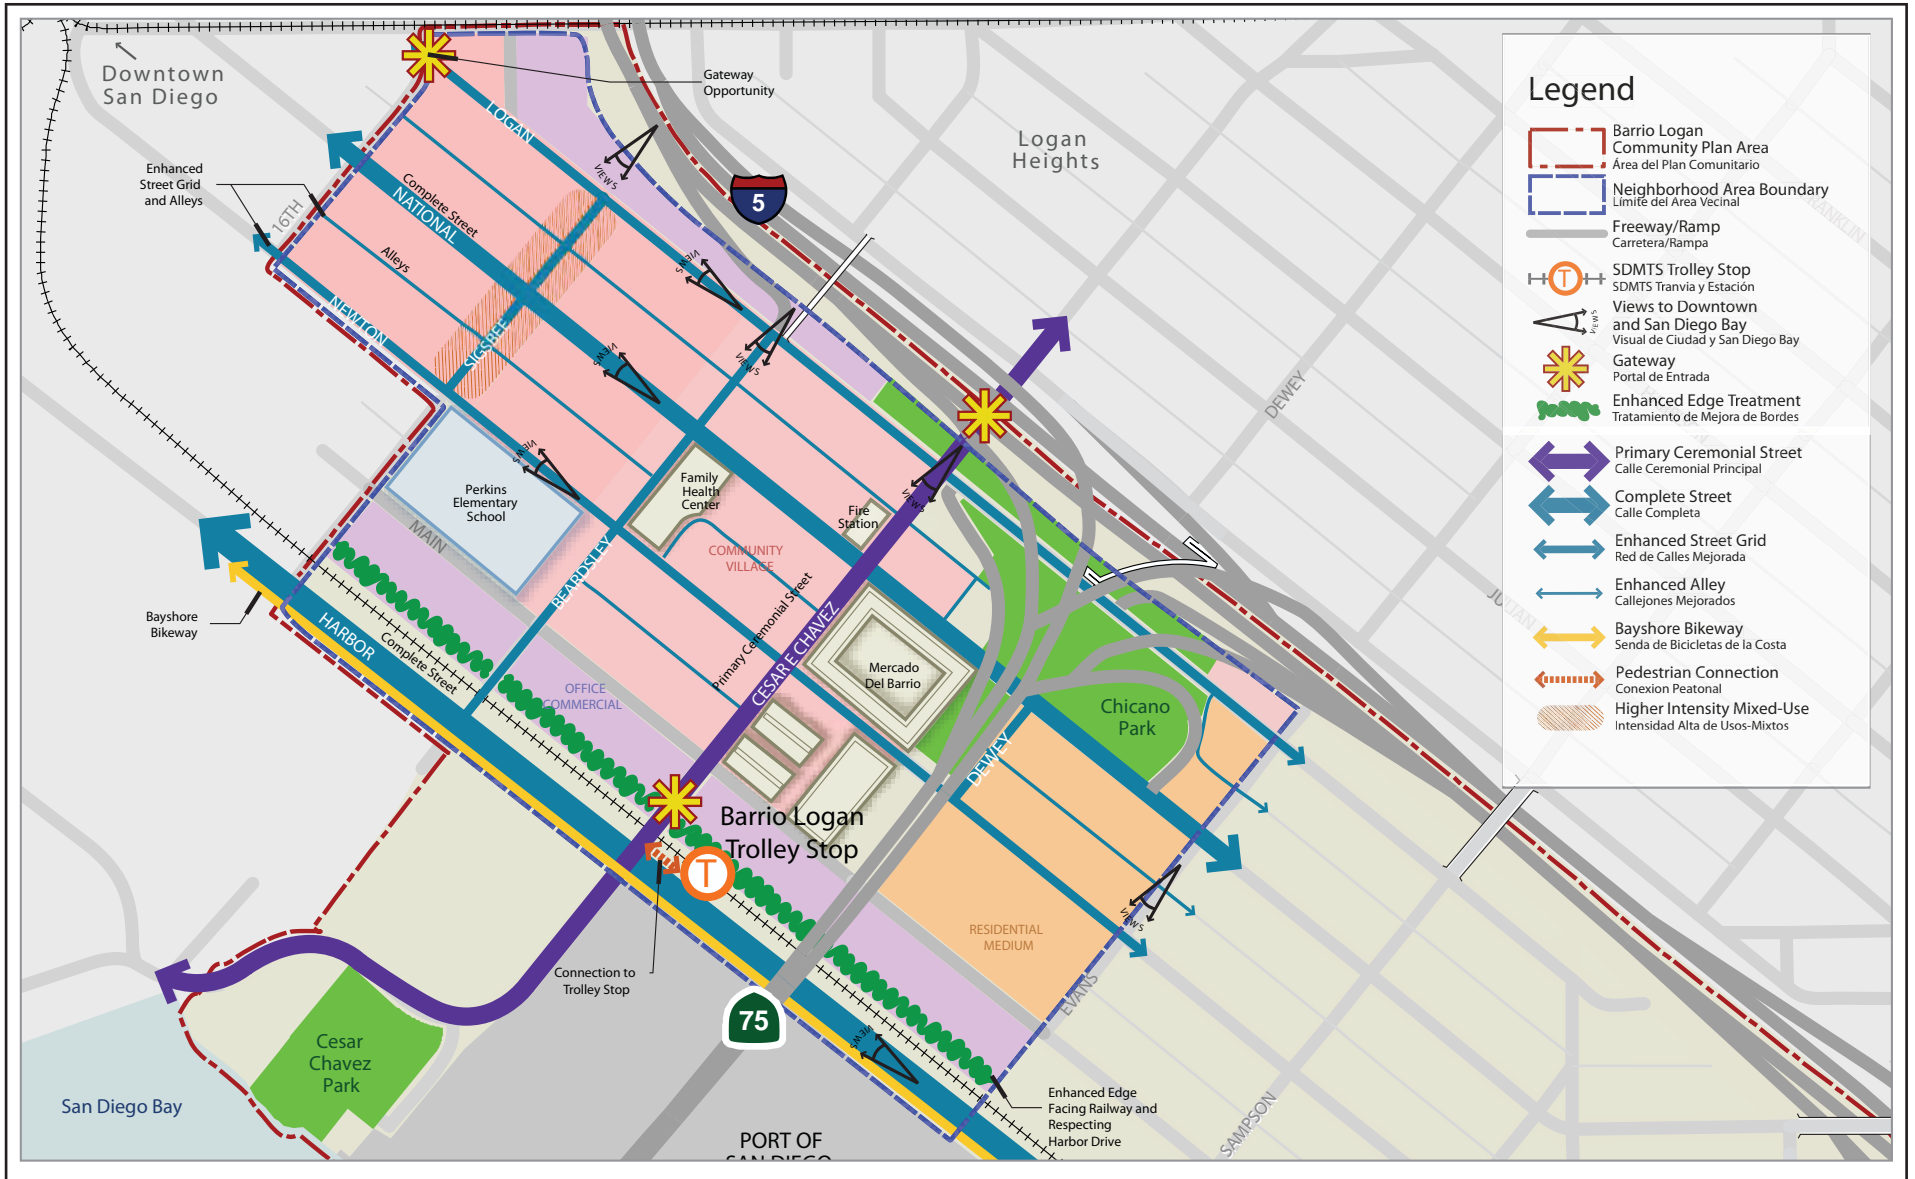 Downtown
San Diego
Gateway
Opportunity
Logan
Heights
LOGAN
VIEWS
5
Enhanced
Street Grid
and Alleys
16TH
Complete Street
NATIONAL
Alleys
NEWTON
SIGSBEE
VIEWS
VIEWS
VIEWS
VIEWS
VIEWS
DEWEY
Perkins
Elementary
School
Family
Health
Center
Fire
Station
MAIN
COMMUNITY
VILLAGE
BEARDSLEY
Primary Ceremonial Street
CESARE CHAVEZ
Bayshore
Bikeway
HARBOR
Complete Street
OFFICE
COMMERCIAL
Mercado
Del Barrio
Chicano
Park
DEWEY
JULIAN
Barrio Logan
Trolley Stop
T
RESIDENTIAL
MEDIUM
VIEWS
EVANS
Connection to
Trolley Stop
75
VIEWS
Cesar
Chavez
Park
San Diego Bay
PORT OF
SAN DIEGO
Enhanced Edge
Facing Railway and
Respecting
Harbor Drive
SAMPSON
Legend
Barrio Logan
Community Plan Area
Área del Plan Comunitario
Neighborhood Area Boundary
Límite del Area Vecinal
FRANKLIN
Freeway/Ramp
Carretera/Rampa
T
SDMTS Trolley Stop
SDMTS Tranvia y Estación
VIEWS
Views to Downtown
and San Diego Bay
Visual de Ciudad y San Diego Bay
Gateway
Portal de Entrada
Enhanced Edge Treatment
Tratamiento de Mejora de Bordes
Primary Ceremonial Street
Calle Ceremonial Principal
Complete Street
Calle Completa
Enhanced Street Grid
Red de Calles Mejorada
Enhanced Alley
Callejones Mejorados
Bayshore Bikeway
Senda de Bicicletas de la Costa
Pedestrian Connection
Conexion Peatonal
Higher Intensity Mixed-Use
Intensidad Alta de Usos-Mixtos